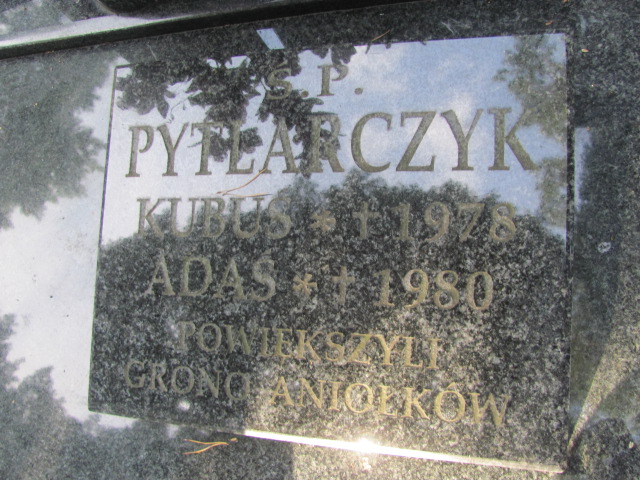 Ś.P.
PYTLARCZYK
KUBUŚ * † 1978
ADAŚ * † 1980
POWIĘKSZYLI
GRONO ANIOŁKÓW